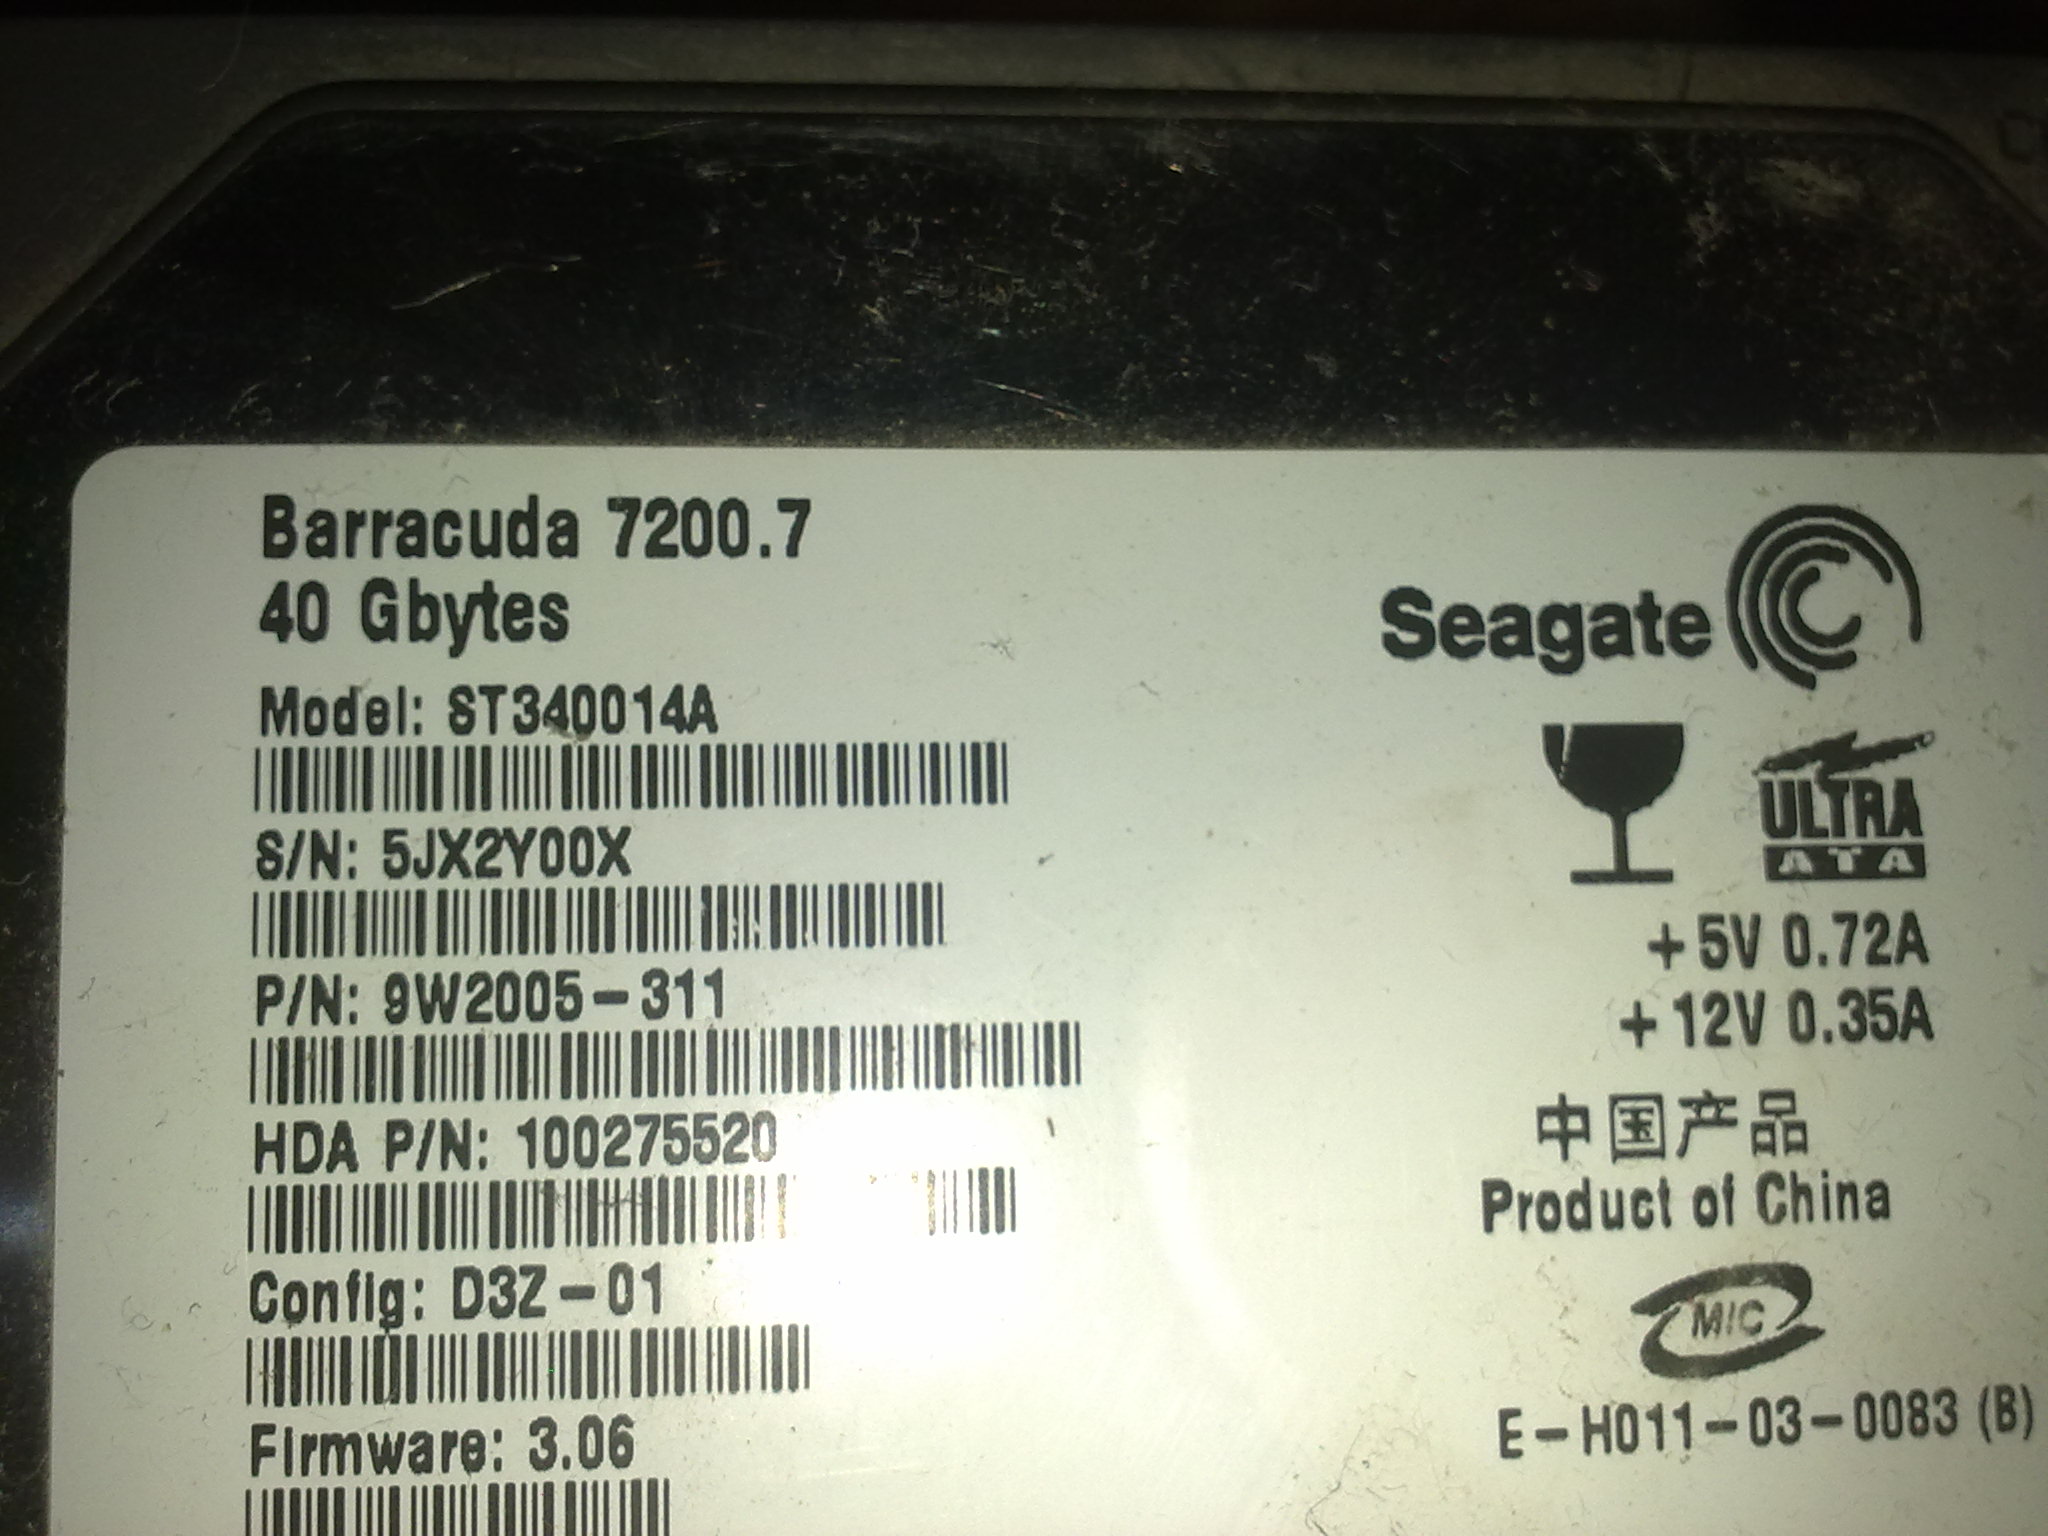 Barracuda 7200.7
40 Gbytes
Seagate
Model: ST340014A
ULTRA
ATA
S/N: 5JX2Y00X
+5V 0.72A
P/N: 9W2005-311
+12V 0.35A
HDA P/N: 100275520
中国产品
Product of China
Config: D3Z-01
MIC
Firmware: 3.06
E-H011-03-0083 (B)